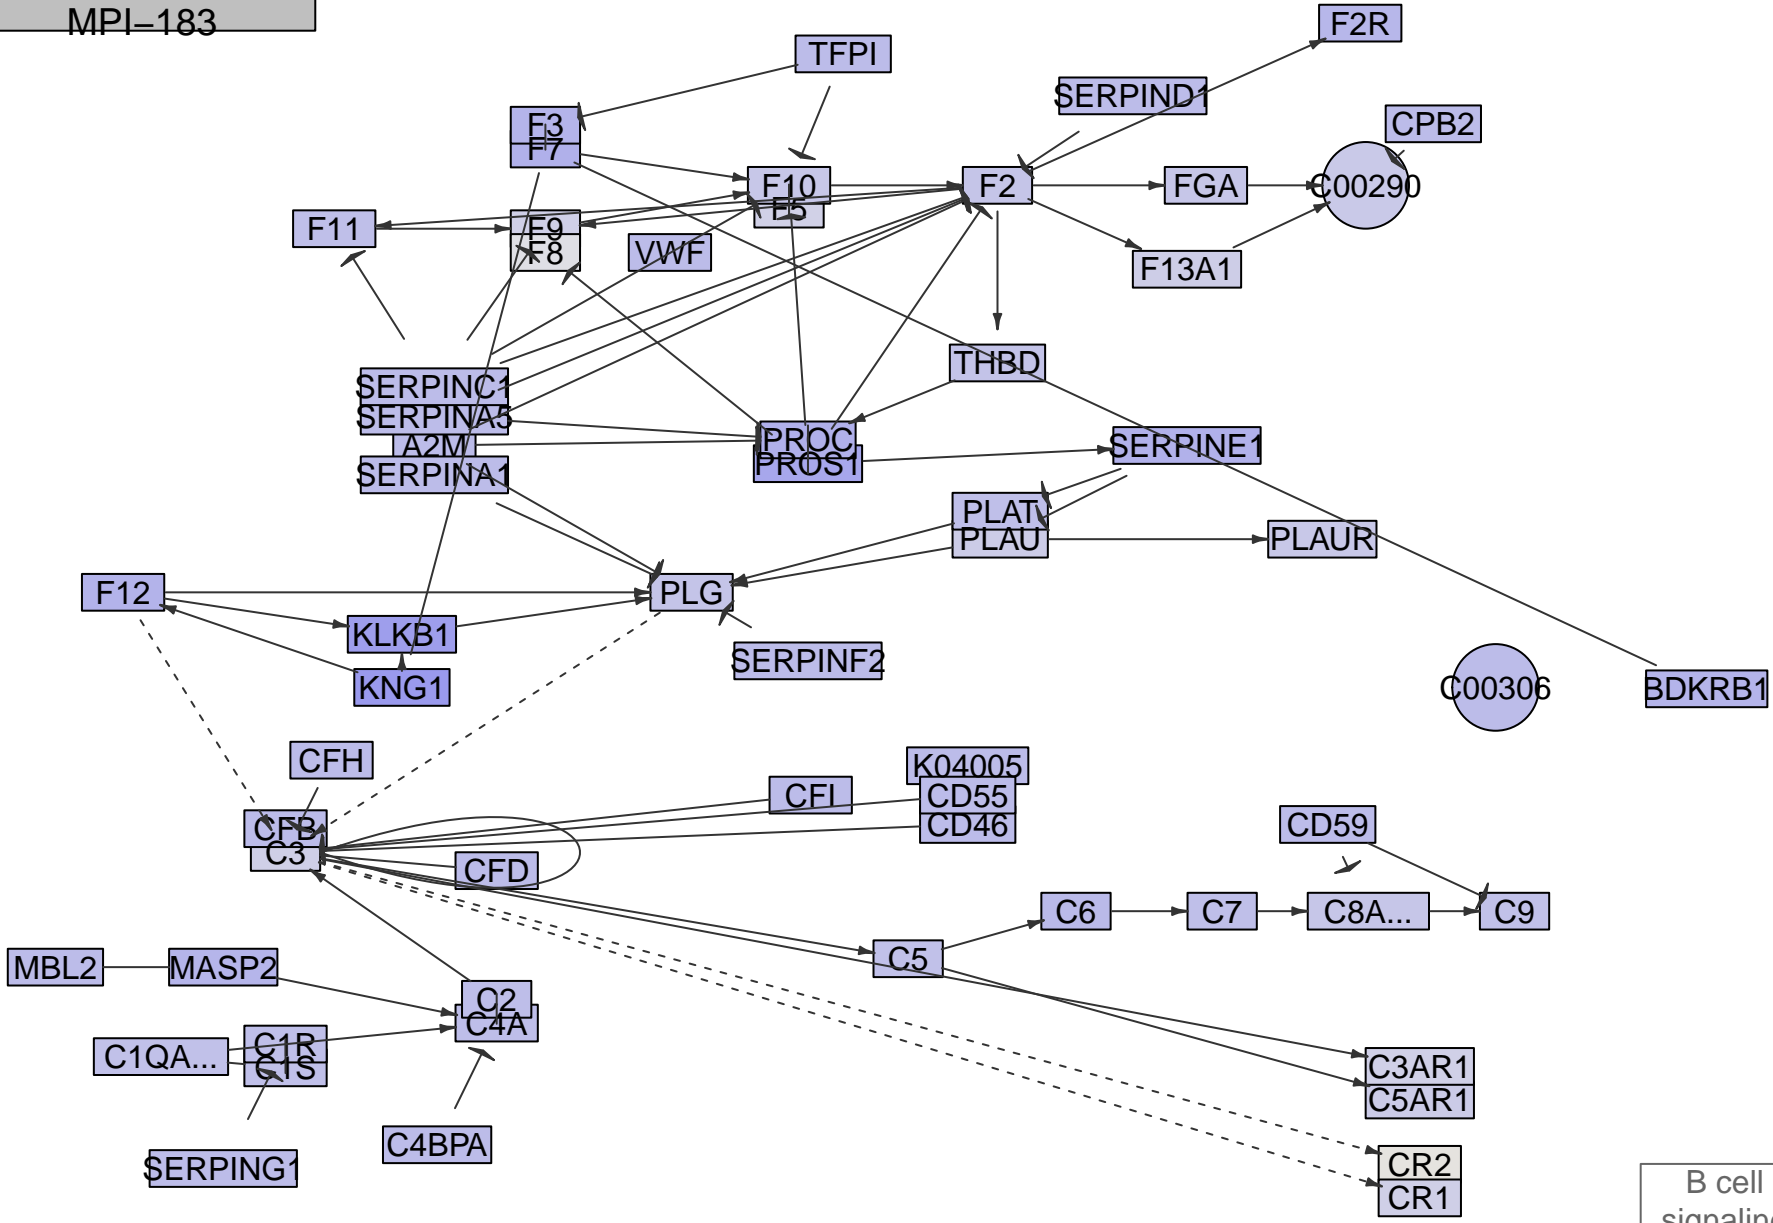 MPI–183
F2R
TFPI
SERPIND1
CPB2
F3
F7
F10
F5
F2
FGA
C00290
F11
F9
F8
VWF
F13A1
THBD
SERPINC1
SERPINA5
A2M
SERPINA1
PROC
PROS1
SERPINE1
PLAT
PLAU
PLAUR
F12
PLG
KLKB1
KNG1
SERPINF2
C00306
BDKRB1
CFH
CFI
K04005
CD55
CD46
CFB
C3
CFD
CD59
C6
C7
C8A...
C9
C5
MBL2
MASP2
C2
C4A
C1QA...
C1R
C1S
C3AR1
C5AR1
C4BPA
SERPING1
CR2
CR1
B cell
signaling